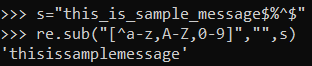 >>> s="this_is_sample_message$%^$"
>>> re.sub("[^a-z,A-Z,0-9]","",s)
'thisissamplemessage'